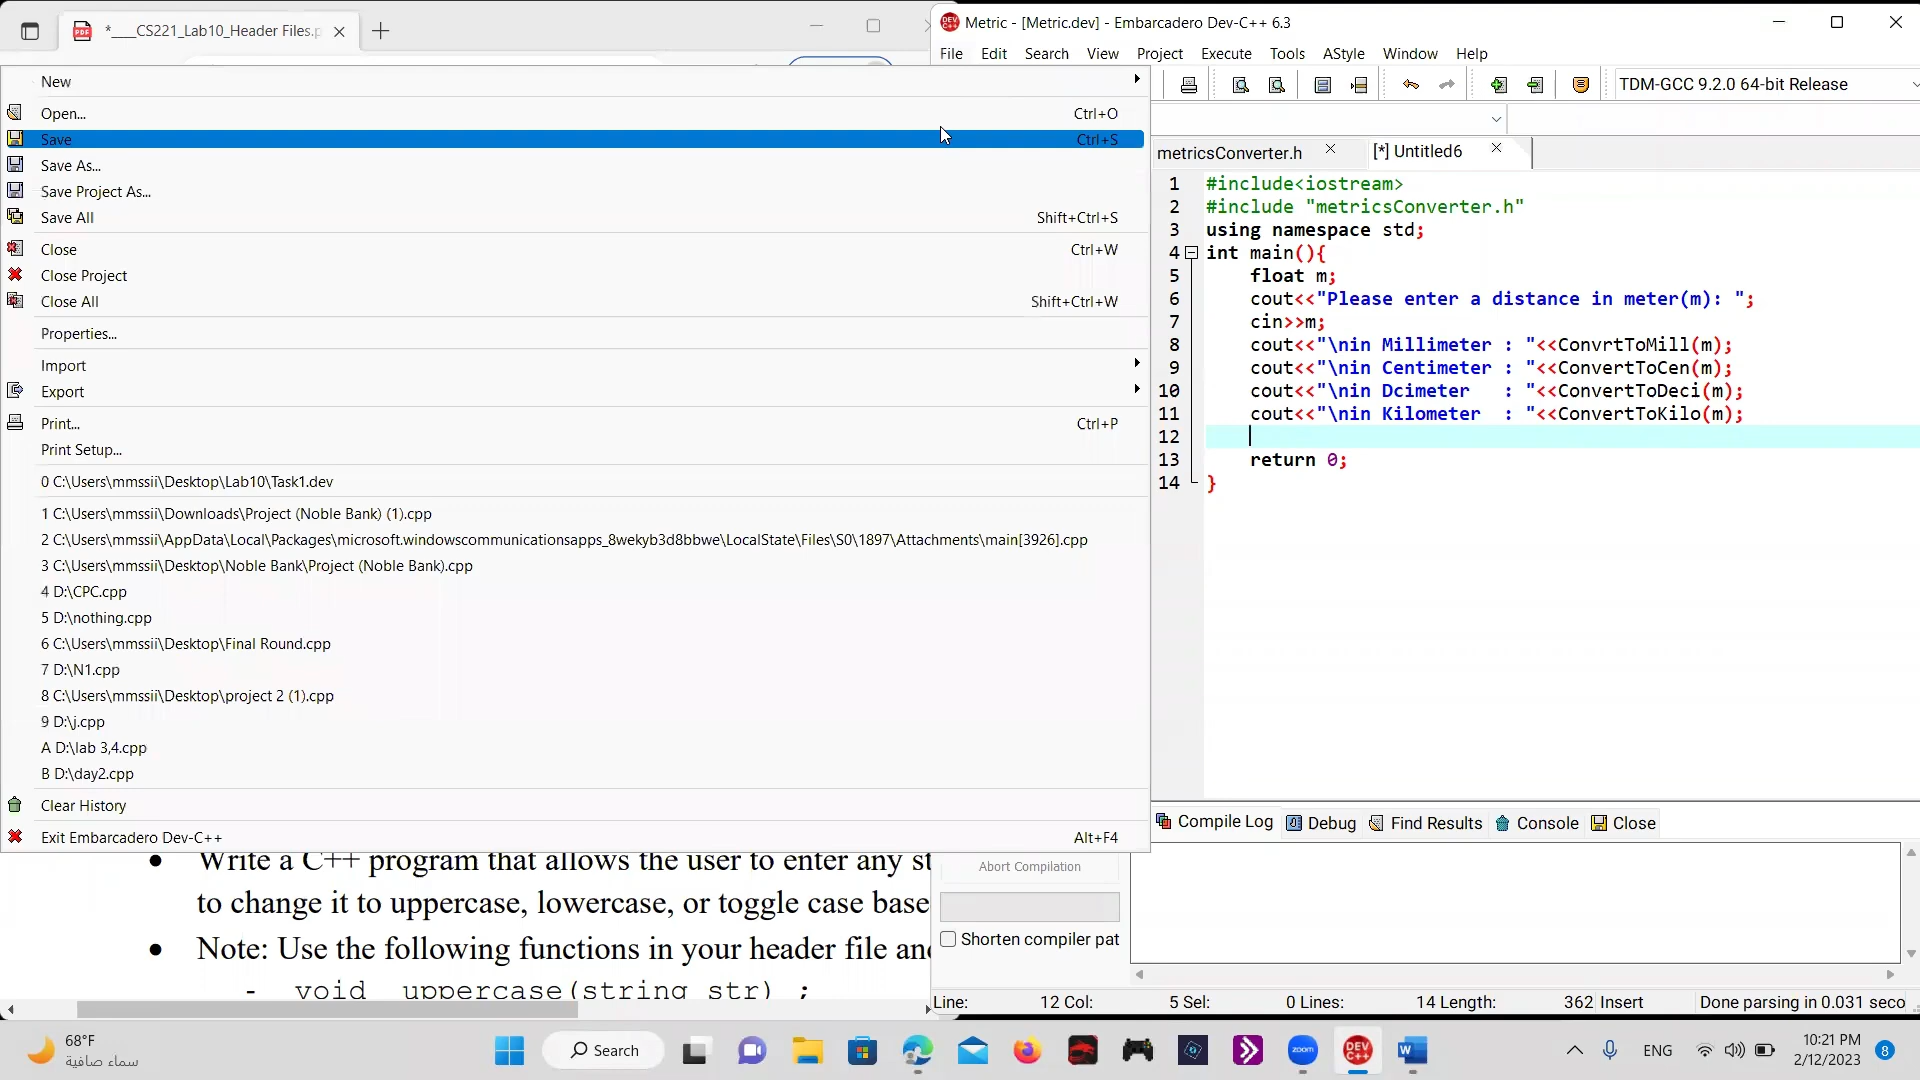 *____CS221_Lab10_Header Files.p
Metric - [Metric.dev] - Embarcadero Dev-C++ 6.3
File Edit Search View Project Execute Tools AStyle Window Help
TDM-GCC 9.2.0 64-bit Release
New
Open... Ctrl+O
Save Ctrl+S
Save As...
Save Project As...
Save All Shift+Ctrl+S
Close Ctrl+W
Close Project
Close All Shift+Ctrl+W
Properties...
Import
Export
Print... Ctrl+P
Print Setup...
0 C:\Users\mmssii\Desktop\Lab10\Task1.dev
1 C:\Users\mmssii\Downloads\Project (Noble Bank) (1).cpp
2 C:\Users\mmssii\AppData\Local\Packages\microsoft.windowscommunicationsapps_8wekyb3d8bbwe\LocalState\Files\S0\1897\Attachments\main[3926].cpp
3 C:\Users\mmssii\Desktop\Noble Bank\Project (Noble Bank).cpp
4 D:\CPC.cpp
5 D:\nothing.cpp
6 C:\Users\mmssii\Desktop\Final Round.cpp
7 D:\N1.cpp
8 C:\Users\mmssii\Desktop\project 2 (1).cpp
9 D:\j.cpp
A D:\lab 3,4.cpp
B D:\day2.cpp
Clear History
Exit Embarcadero Dev-C++ Alt+F4
metricsConverter.h [*] Untitled6
1 #include<iostream>
2 #include "metricsConverter.h"
3 using namespace std;
4 int main(){
5 float m;
6 cout<<"Please enter a distance in meter(m): ";
7 cin>>m;
8 cout<<"\nin Millimeter : "<<ConvrtToMill(m);
9 cout<<"\nin Centimeter : "<<ConvertToCen(m);
10 cout<<"\nin Dcimeter   : "<<ConvertToDeci(m);
11 cout<<"\nin Kilometer  : "<<ConvertToKilo(m);
12
13 return 0;
14 }
Compile Log Debug Find Results Console Close
Abort Compilation
Shorten compiler pat
• Write a C++ program that allows the user to enter any st
to change it to uppercase, lowercase, or toggle case base
• Note: Use the following functions in your header file and
- void uppercase(string str) ;
Line: 12 Col: 5 Sel: 0 Lines: 14 Length: 362 Insert Done parsing in 0.031 seco
68°F
سماء صافية
Search
zoom
DEV C++
ENG
10:21 PM
2/12/2023
8